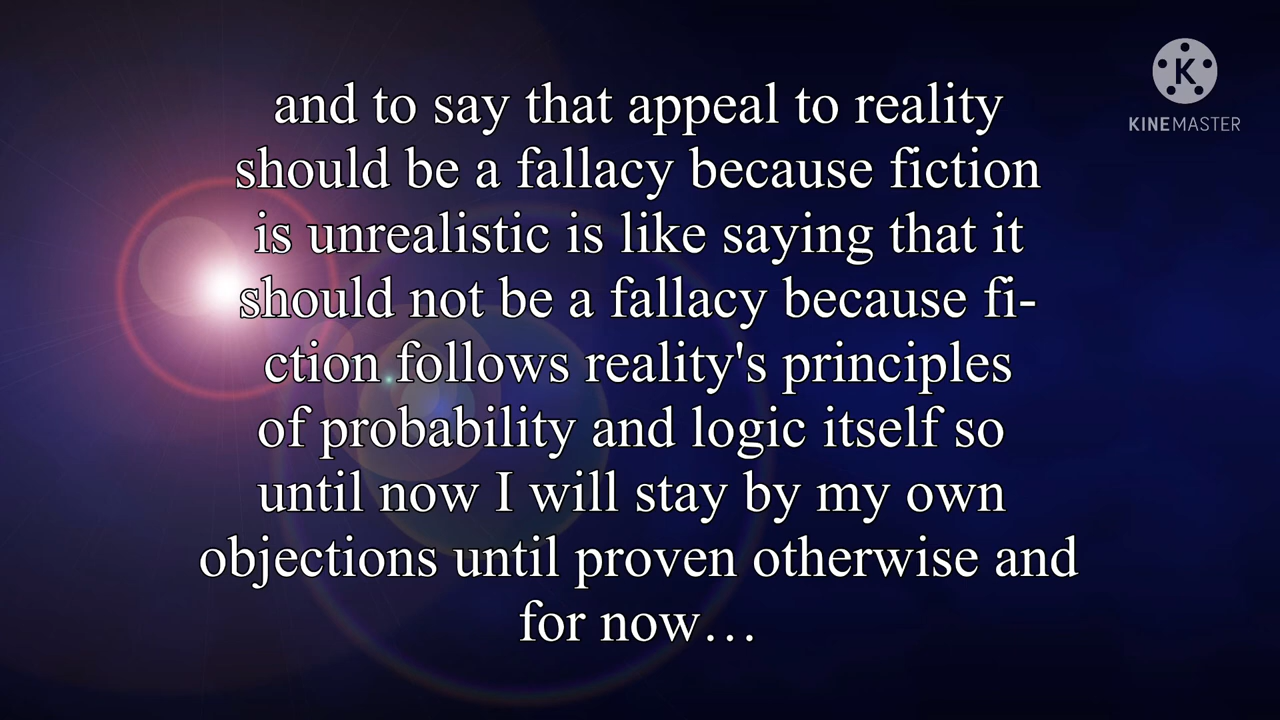 and to say that appeal to reality
should be a fallacy because fiction
is unrealistic is like saying that it
should not be a fallacy because fi-
ction follows reality's principles
of probability and logic itself so
until now I will stay by my own
objections until proven otherwise and
for now…
K
KINEMASTER